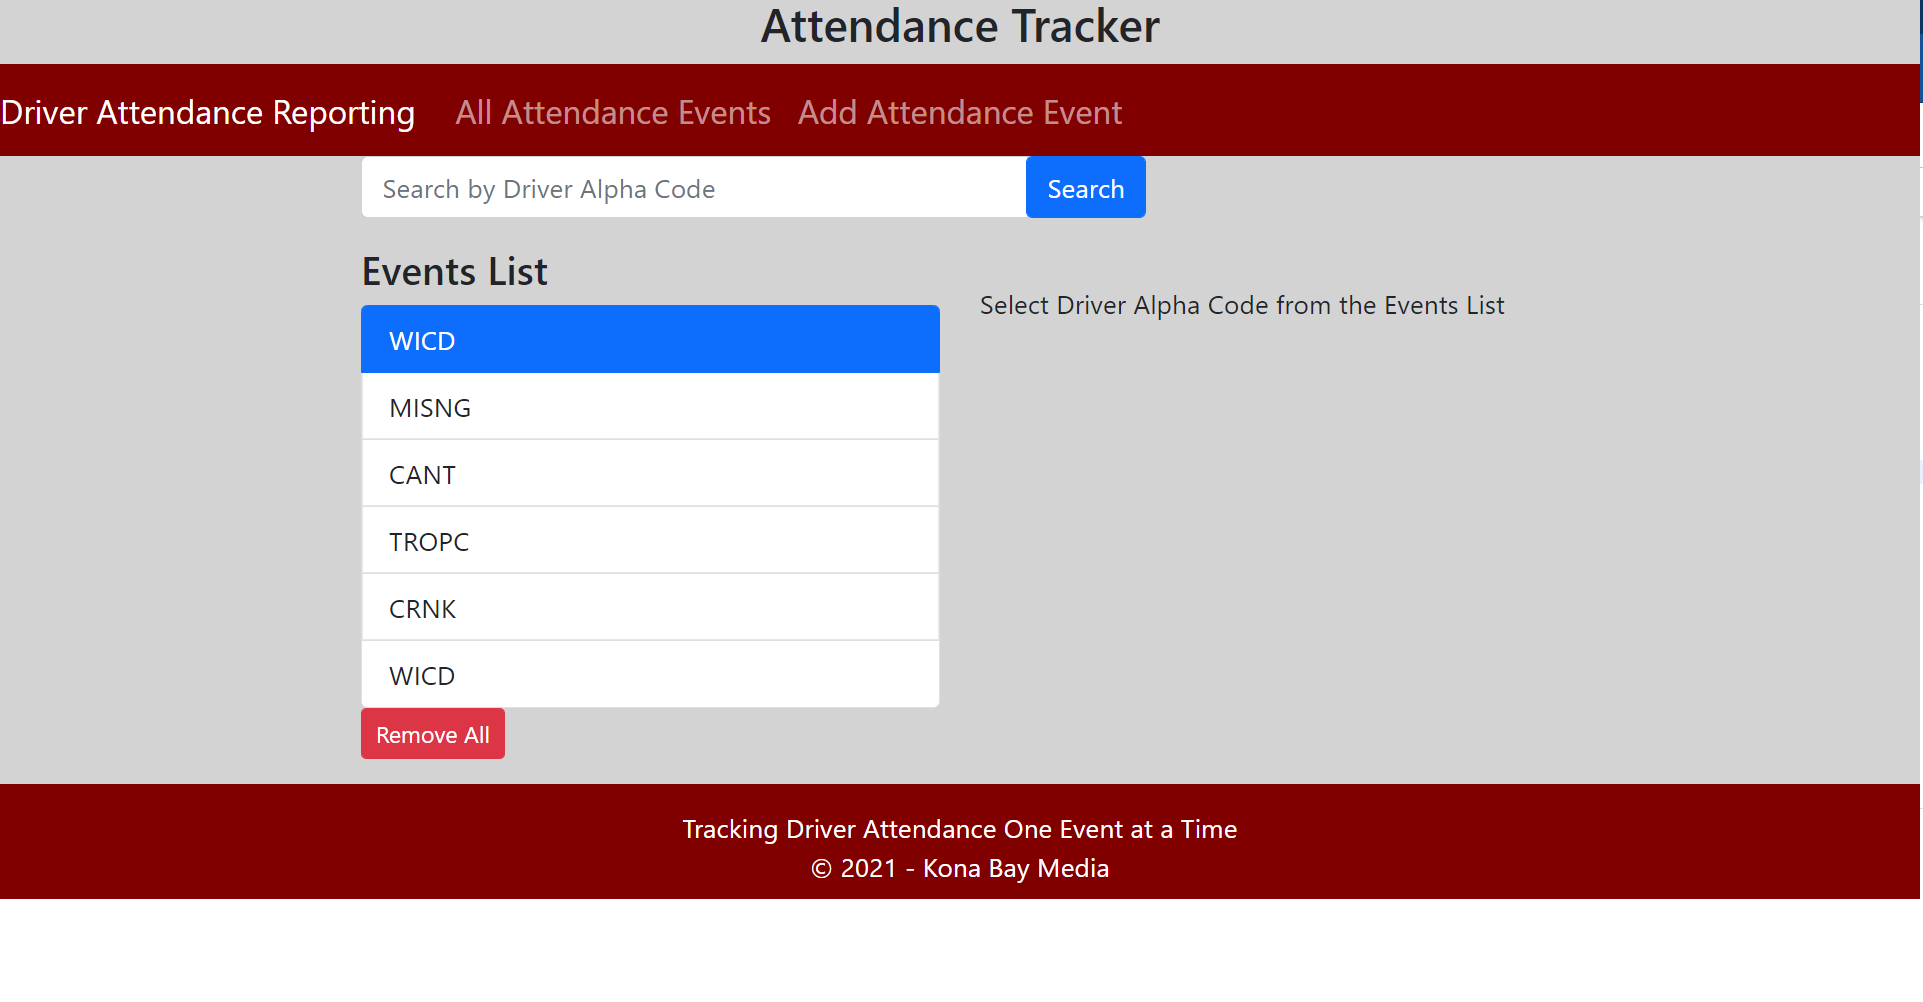 Attendance Tracker
Driver Attendance Reporting All Attendance Events Add Attendance Event
Search by Driver Alpha Code Search
Events List
Select Driver Alpha Code from the Events List
WICD
MISNG
CANT
TROPC
CRNK
WICD
Remove All
Tracking Driver Attendance One Event at a Time
© 2021 - Kona Bay Media